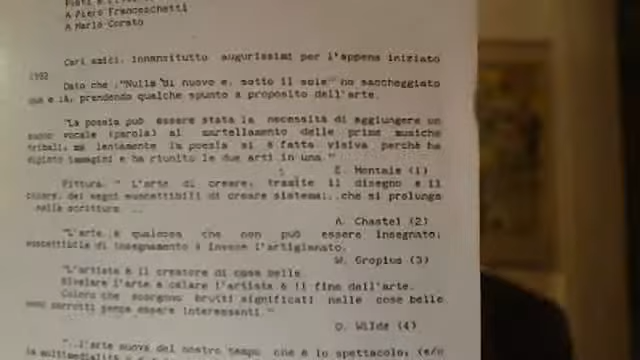 A Piero Franceschetti
A Mario Corato
Cari amici, innanzitutto augurissimi per l'appena iniziato
1992
Dato che "Nulla di nuovo e' sotto il sole" ho saccheggiato
qua e là, prendendo qualche spunto a proposito dell'arte.
"La poesia può essere stata la necessità di aggiungere un
suono vocale (parola) al martellamento delle prime musiche
tribali, ma lentamente la poesia si è fatta visiva perchè ha
dipinto immagini e ha riunito le due arti in una."
E. Montale (1)
Pittura. " L'arte di creare, tramite il disegno e il
colore, dei segni suscettibili di creare sistemi,..che si prolunga
nella scrittura ...
A. Chastel (2)
"L'arte è qualcosa che non può essere insegnato;
suscettibile di insegnamento è invece l'artigianato.
W. Gropius (3)
"L'artista è il creatore di cose belle.
Rivelare l'arte e celare l'artista è il fine dell'arte.
Coloro che scorgono brutti significati nelle cose belle
sono corrotti senza essere interessanti."
O. Wilde (4)
"..l'arte nuova del nostro tempo che è lo spettacolo; (e/o
la multimedialità